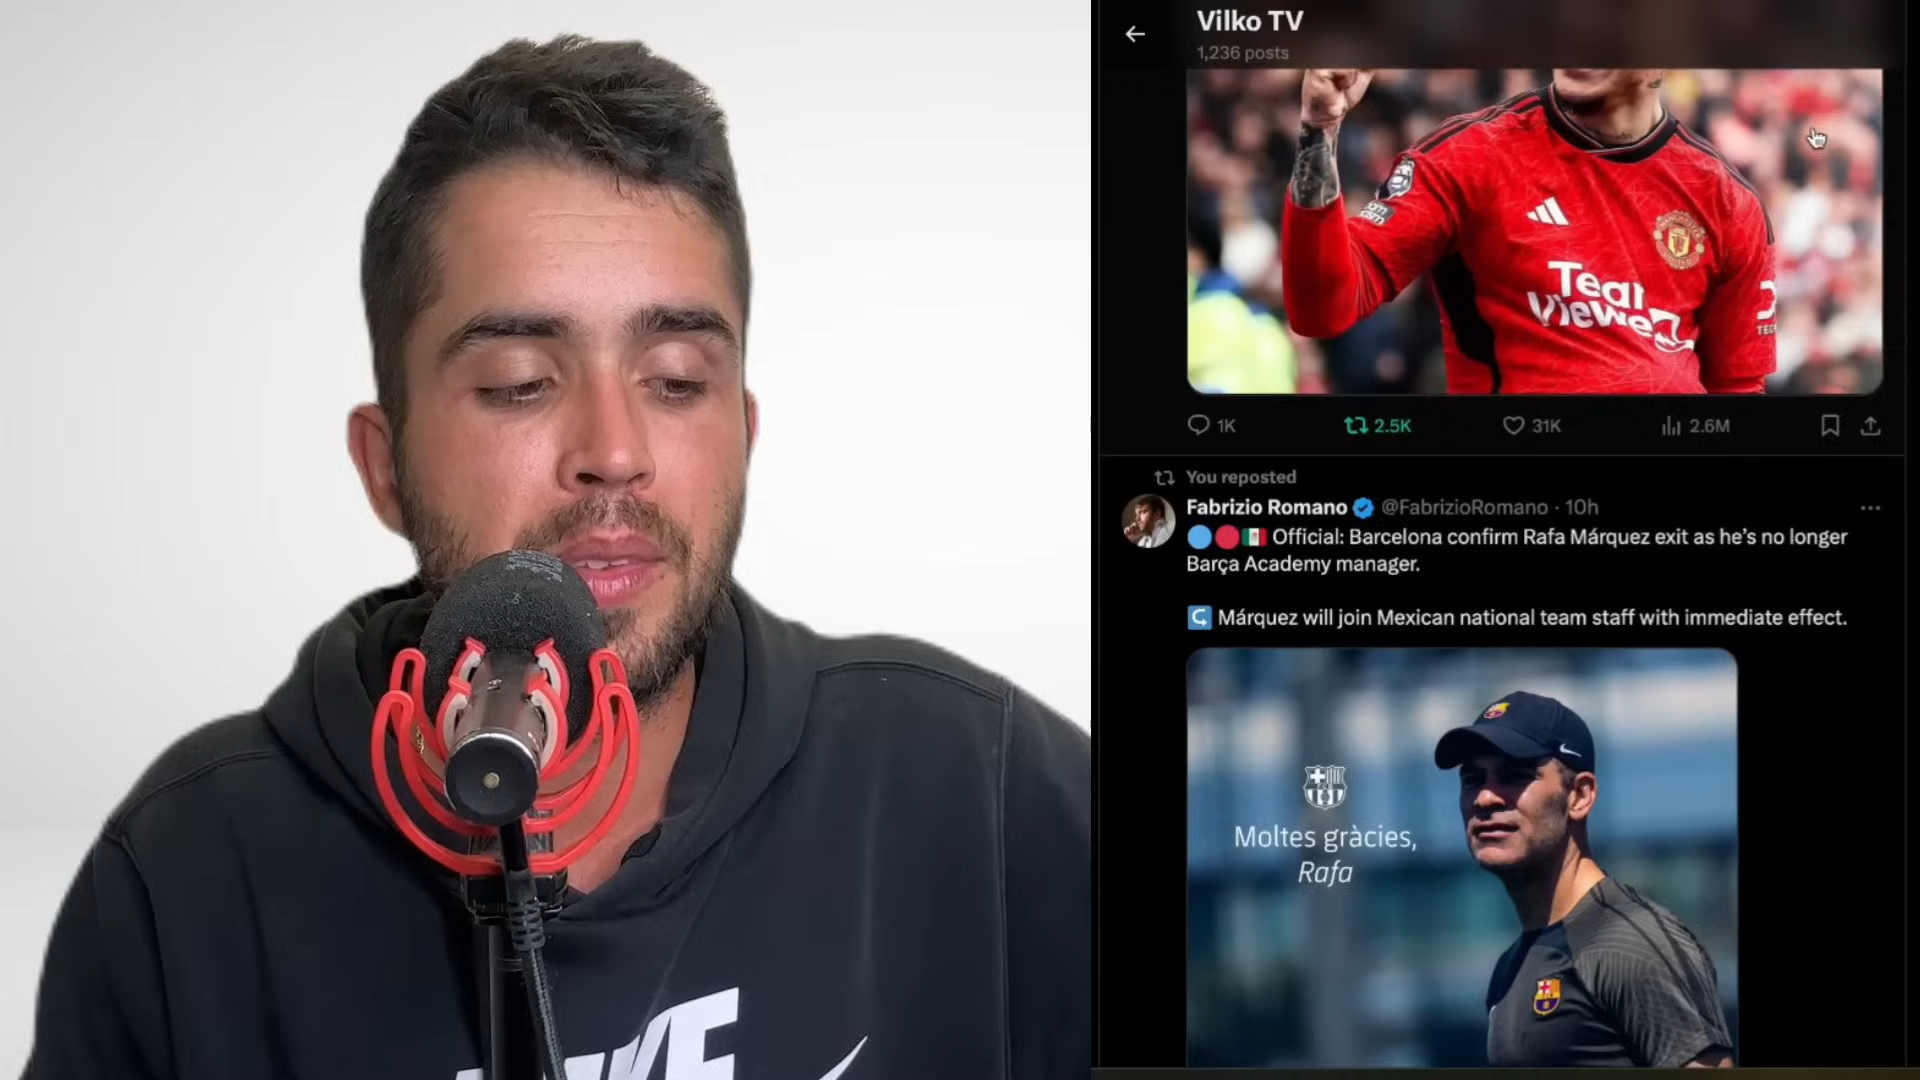 Vilko TV
1,236 posts
Team
Viewer
1K
2.5K
31K
2.6M
You reposted
Fabrizio Romano @FabrizioRomano · 10h
Official: Barcelona confirm Rafa Márquez exit as he's no longer
Barça Academy manager.
Márquez will join Mexican national team staff with immediate effect.
Moltes gràcies,
Rafa